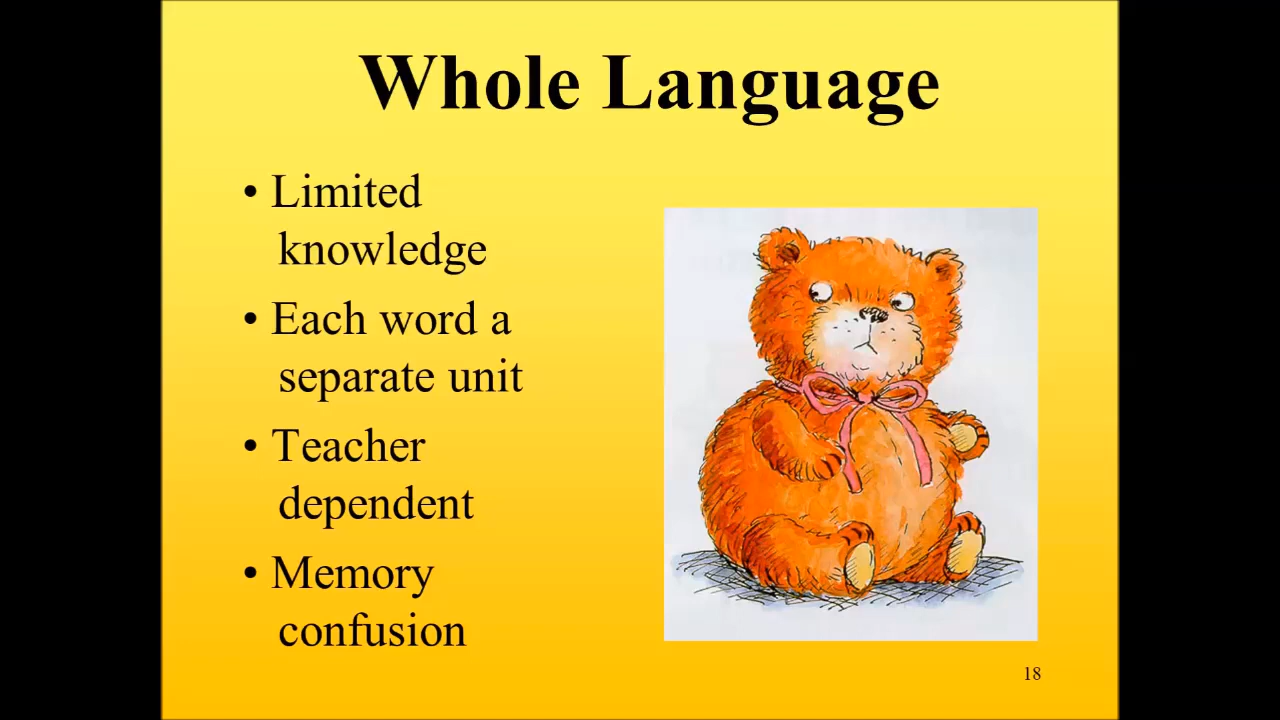 Whole Language
• Limited
knowledge
• Each word a
separate unit
• Teacher
dependent
• Memory
confusion
18